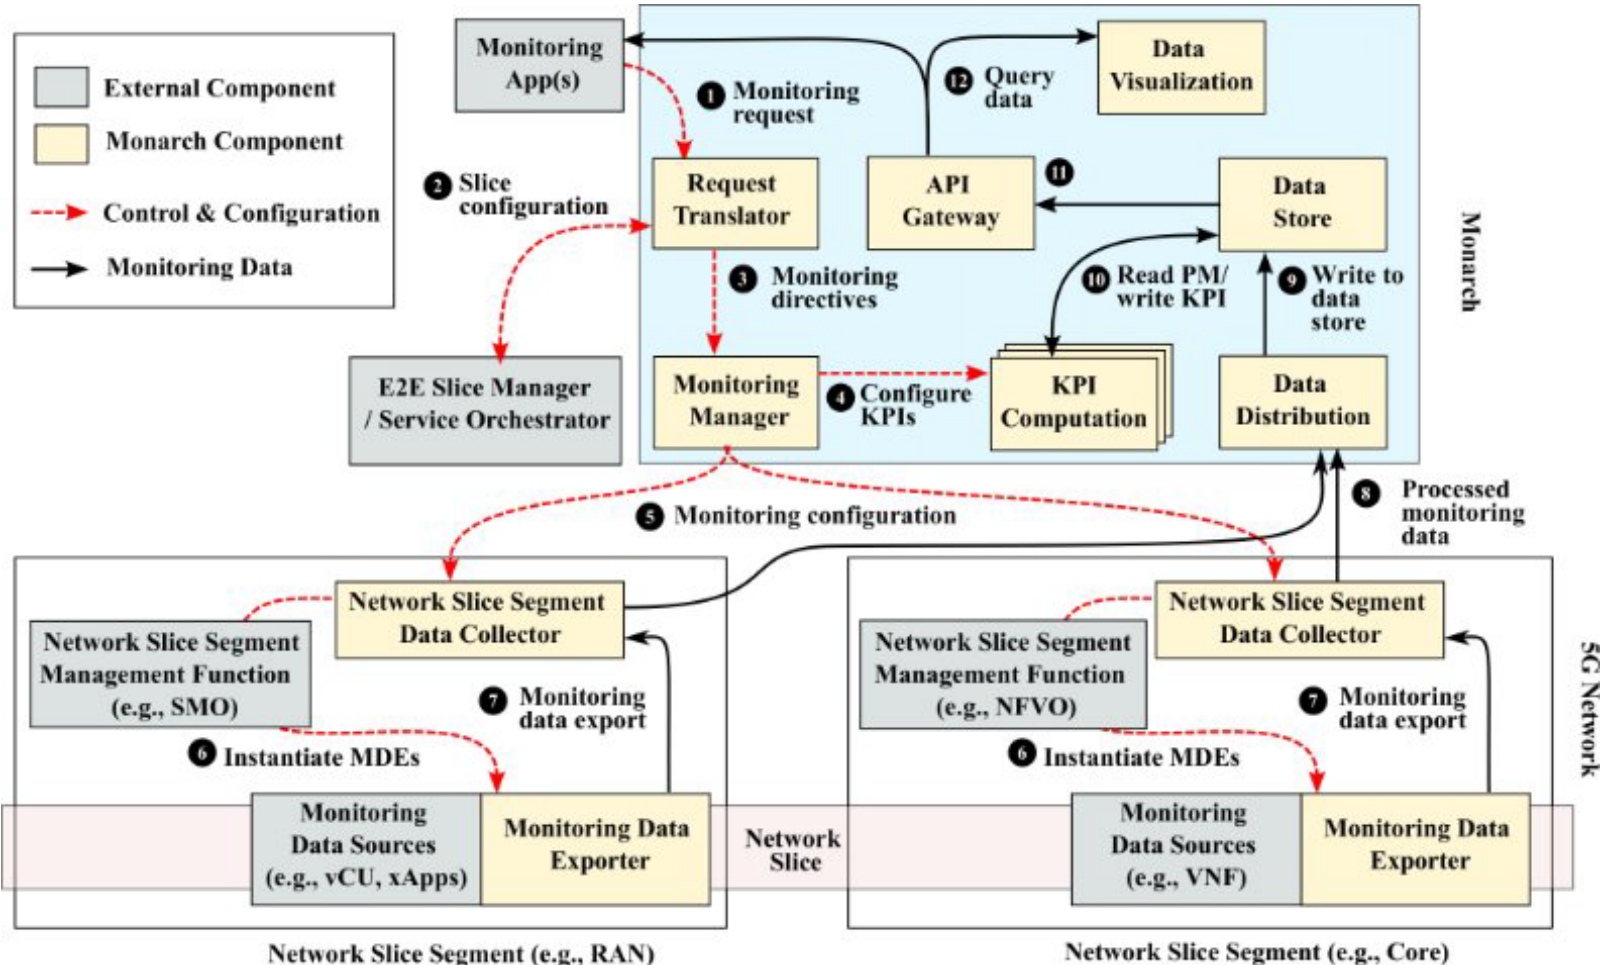 External Component
Monarch Component
Control & Configuration
Monitoring Data
Monitoring
App(s)
1 Monitoring
request
12 Query
data
Data
Visualization
2 Slice
configuration
Request
Translator
API
Gateway
11
Data
Store
Monarch
3 Monitoring
directives
10 Read PM/
write KPI
9 Write to
data
store
E2E Slice Manager
/ Service Orchestrator
Monitoring
Manager
4 Configure
KPIs
KPI
Computation
Data
Distribution
5 Monitoring configuration
8 Processed
monitoring
data
Network Slice Segment
Data Collector
Network Slice Segment
Management Function
(e.g., SMO)
7 Monitoring
data export
6 Instantiate MDEs
Monitoring
Data Sources
(e.g., vCU, xApps)
Monitoring Data
Exporter
Network
Slice
Network Slice Segment (e.g., RAN)
Network Slice Segment
Data Collector
Network Slice Segment
Management Function
(e.g., NFVO)
7 Monitoring
data export
6 Instantiate MDEs
Monitoring
Data Sources
(e.g., VNF)
Monitoring Data
Exporter
5G Network
Network Slice Segment (e.g., Core)